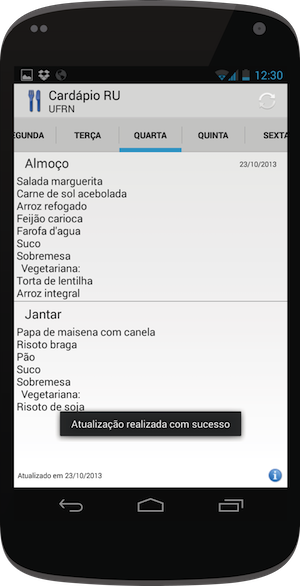 12:30
Cardápio RU
UFRN
EGUNDA TERÇA QUARTA QUINTA SEXTA
Almoço 23/10/2013
Salada marguerita
Carne de sol acebolada
Arroz refogado
Feijão carioca
Farofa d'agua
Suco
Sobremesa
Vegetariana:
Torta de lentilha
Arroz integral
Jantar
Papa de maisena com canela
Risoto braga
Pão
Suco
Sobremesa
Vegetariana:
Risoto de soja
Atualização realizada com sucesso
Atualizado em 23/10/2013